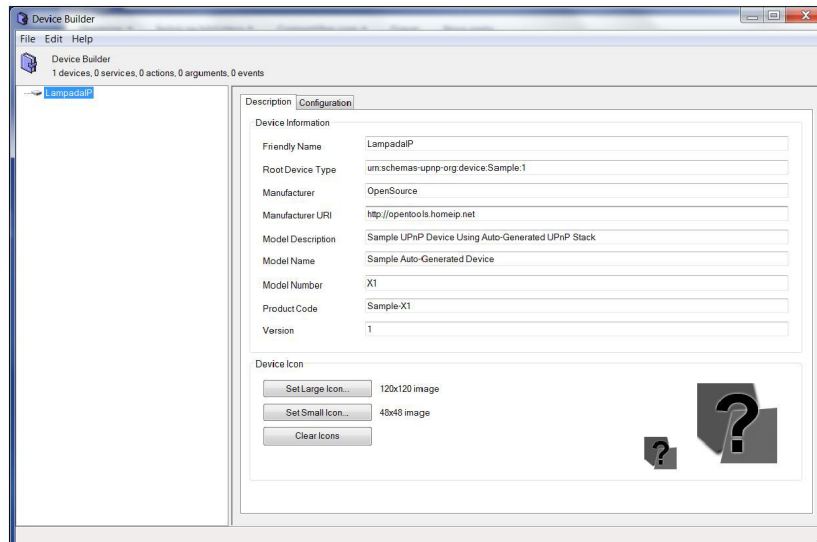 Device Builder
File Edit Help
Device Builder
1 devices, 0 services, 0 actions, 0 arguments, 0 events
LampadaIP
Description Configuration
Device Information
Friendly Name LampadaIP
Root Device Type urn:schemas-upnp-org:device:Sample:1
Manufacturer OpenSource
Manufacturer URI http://opentools.homeip.net
Model Description Sample UPnP Device Using Auto-Generated UPnP Stack
Model Name Sample Auto-Generated Device
Model Number X1
Product Code Sample-X1
Version 1
Device Icon
Set Large Icon... 120x120 image
Set Small Icon... 48x48 image
Clear Icons
? ?